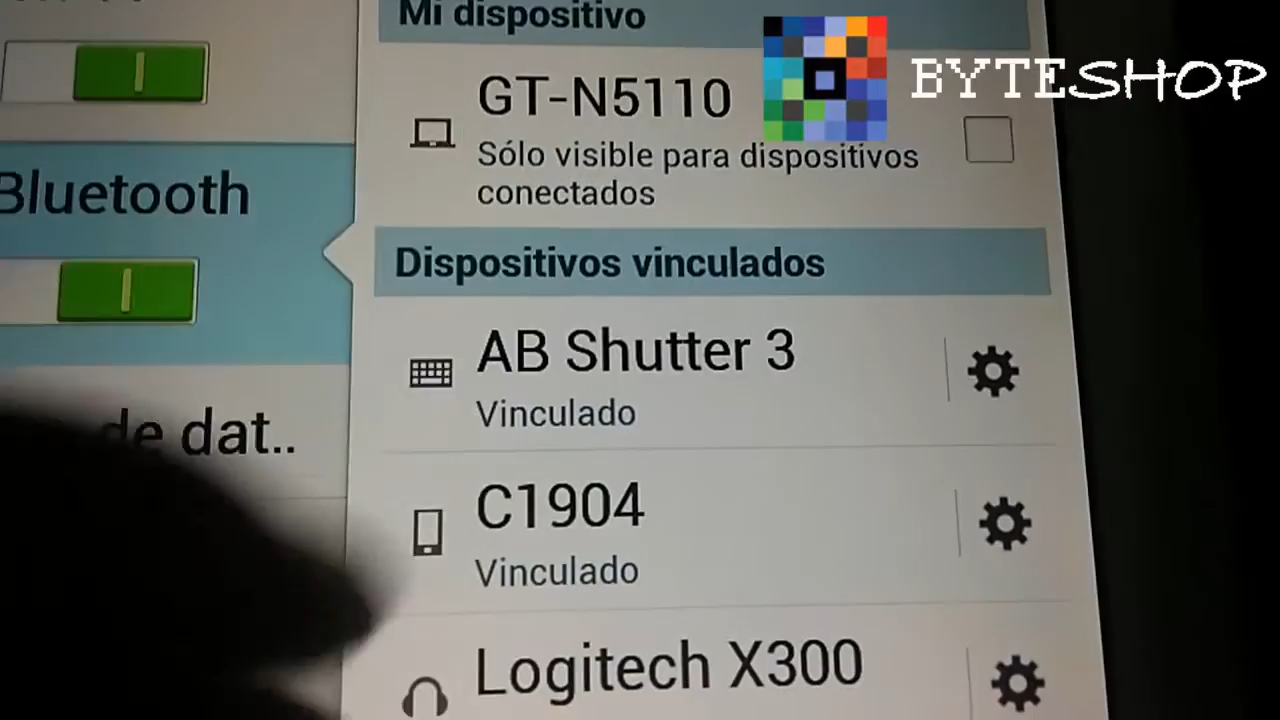 Mi dispositivo
BYTESHOP
GT-N5110
Sólo visible para dispositivos
conectados
Bluetooth
Dispositivos vinculados
AB Shutter 3
Vinculado
de dat..
C1904
Vinculado
Logitech X300